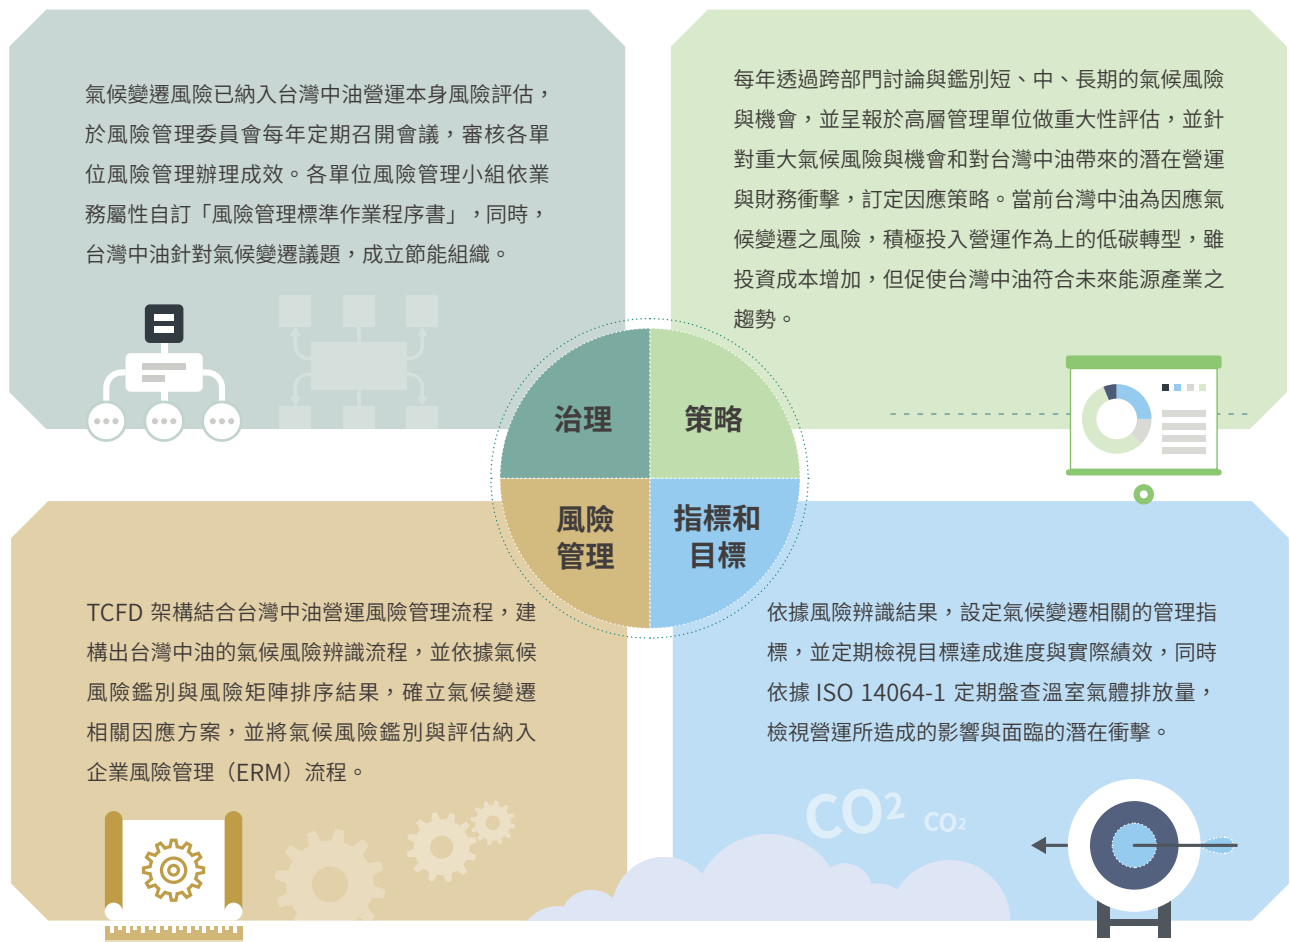 氣候變遷風險已納入台灣中油營運本身風險評估，
於風險管理委員會每年定期召開會議，審核各單
位風險管理辦理成效。各單位風險管理小組依業
務屬性自訂「風險管理標準作業程序書」，同時，
台灣中油針對氣候變遷議題，成立節能組織。
每年透過跨部門討論與鑑別短、中、長期的氣候風險
與機會，並呈報於高層管理單位做重大性評估，並針
對重大氣候風險與機會和對台灣中油帶來的潛在營運
與財務衝擊，訂定因應策略。當前台灣中油為因應氣
候變遷之風險，積極投入營運作為上的低碳轉型，雖
投資成本增加，但促使台灣中油符合未來能源產業之
趨勢。
治理
策略
風險
管理
指標和
目標
TCFD 架構結合台灣中油營運風險管理流程，建
構出台灣中油的氣候風險辨識流程，並依據氣候
風險鑑別與風險矩陣排序結果，確立氣候變遷
相關因應方案，並將氣候風險鑑別與評估納入
企業風險管理（ERM）流程。
依據風險辨識結果，設定氣候變遷相關的管理指
標，並定期檢視目標達成進度與實際績效，同時
依據 ISO 14064-1 定期盤查溫室氣體排放量，
檢視營運所造成的影響與面臨的潛在衝擊。
CO2
CO2